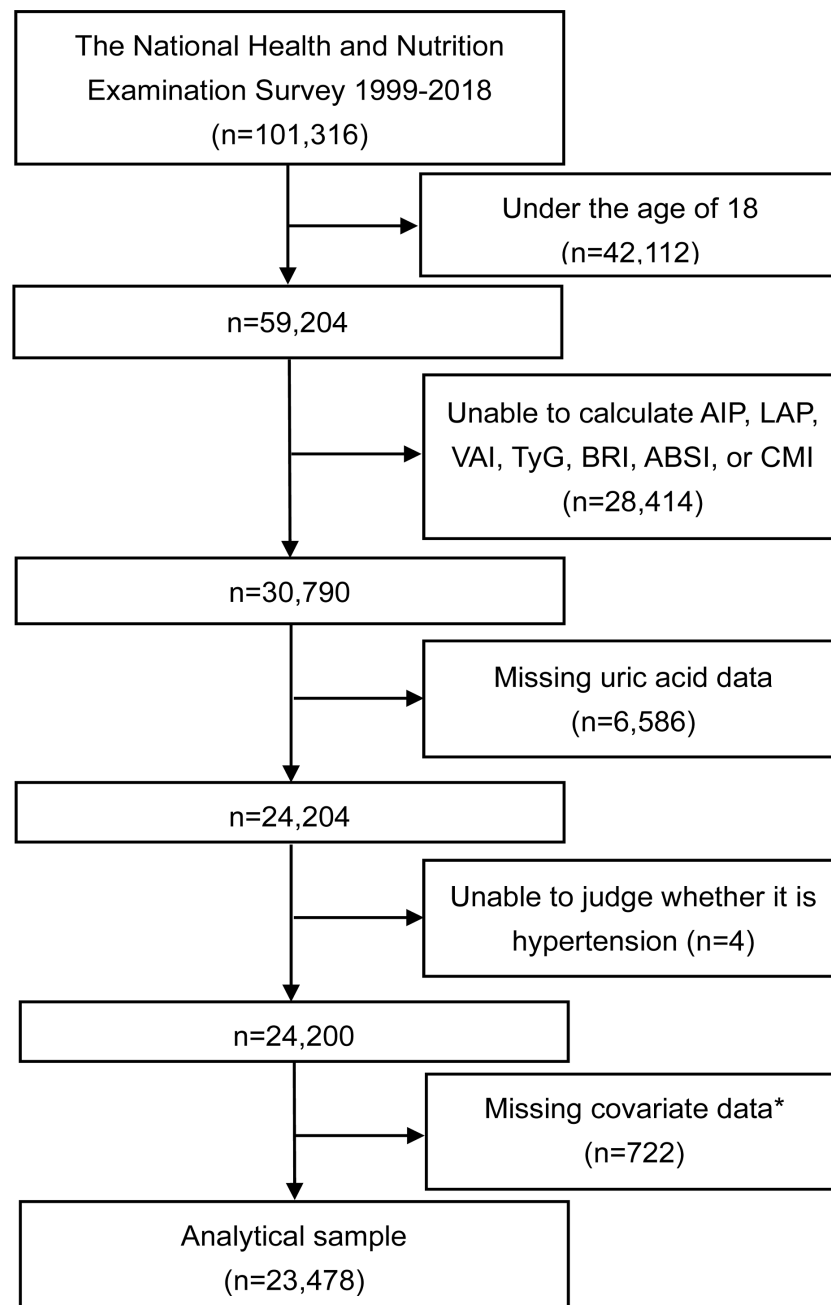 The National Health and Nutrition
Examination Survey 1999-2018
(n=101,316)
Under the age of 18
(n=42,112)
n=59,204
Unable to calculate AIP, LAP,
VAI, TyG, BRI, ABSI, or CMI
(n=28,414)
n=30,790
Missing uric acid data
(n=6,586)
n=24,204
Unable to judge whether it is
hypertension (n=4)
n=24,200
Missing covariate data*
(n=722)
Analytical sample
(n=23,478)